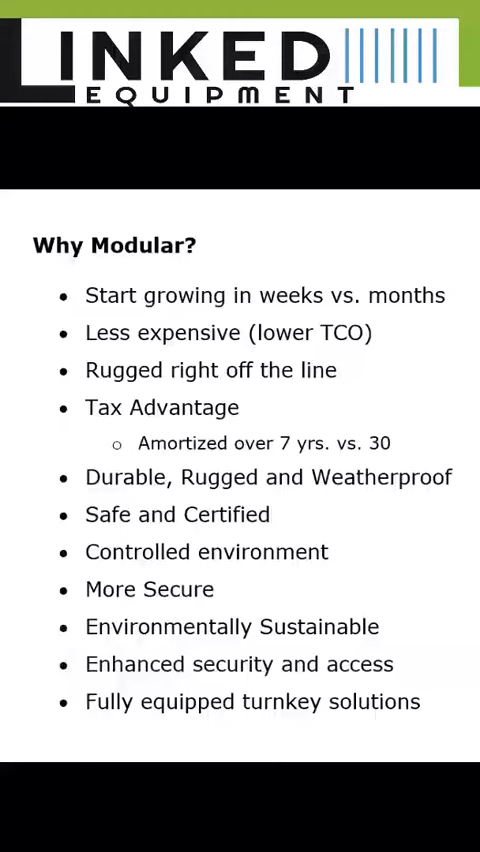 LINKED
EQUIPMENT
Why Modular?
• Start growing in weeks vs. months
• Less expensive (lower TCO)
• Rugged right off the line
• Tax Advantage
o Amortized over 7 yrs. vs. 30
• Durable, Rugged and Weatherproof
• Safe and Certified
• Controlled environment
• More Secure
• Environmentally Sustainable
• Enhanced security and access
• Fully equipped turnkey solutions